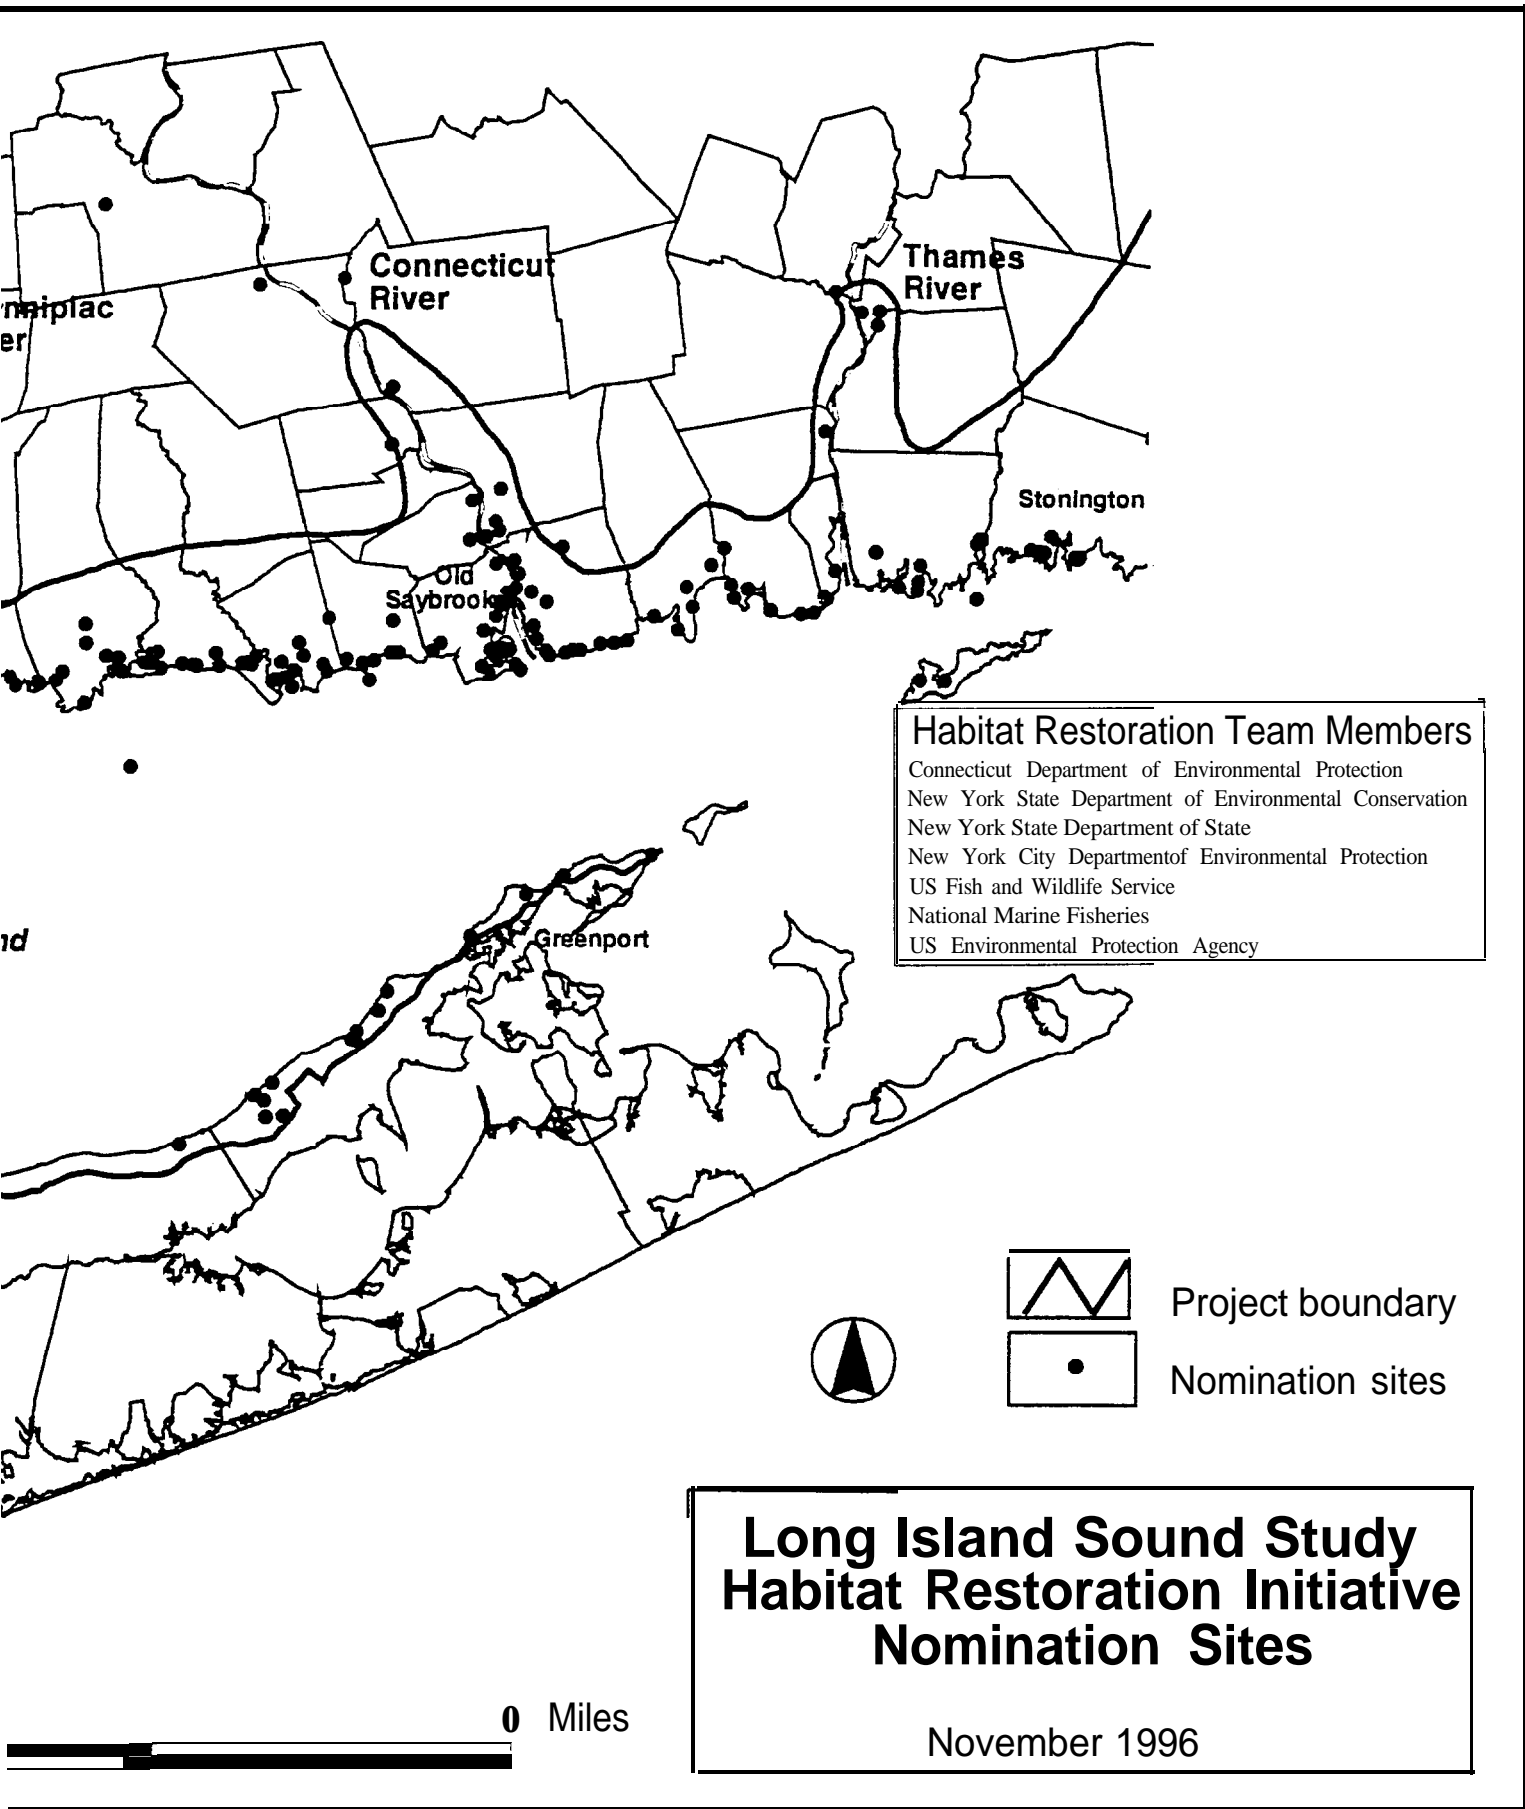 Connecticut
River
Thames
River
nnipiac
er
Stonington
Old
Saybrook
Habitat Restoration Team Members
Connecticut Department of Environmental Protection
New York State Department of Environmental Conservation
New York State Department of State
New York City Departmentof Environmental Protection
US Fish and Wildlife Service
National Marine Fisheries
US Environmental Protection Agency
nd
Greenport
Project boundary
Nomination sites
Long Island Sound Study
Habitat Restoration Initiative
Nomination Sites
November 1996
0 Miles